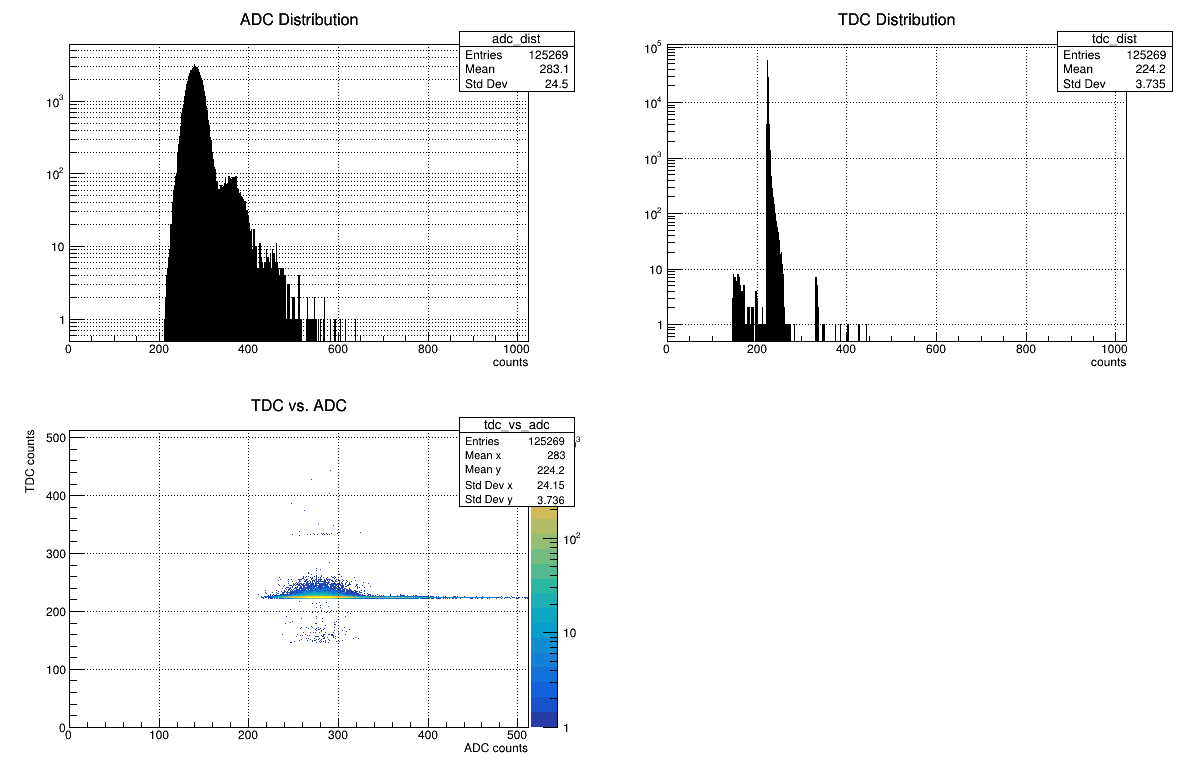 ADC Distribution
adc_dist
Entries 125269
Mean 283.1
Std Dev 24.5
10³
10²
10
1
0 200 400 600 800 1000
counts
TDC Distribution
tdc_dist
Entries 125269
Mean 224.2
Std Dev 3.735
10⁵
10⁴
10³
10²
10
1
0 200 400 600 800 1000
counts
TDC vs. ADC
tdc_vs_adc
Entries 125269
Mean x 283
Mean y 224.2
Std Dev x 24.15
Std Dev y 3.736
TDC counts
500
400
300
200
100
0
0 100 200 300 400 500
ADC counts
3
10²
10
1